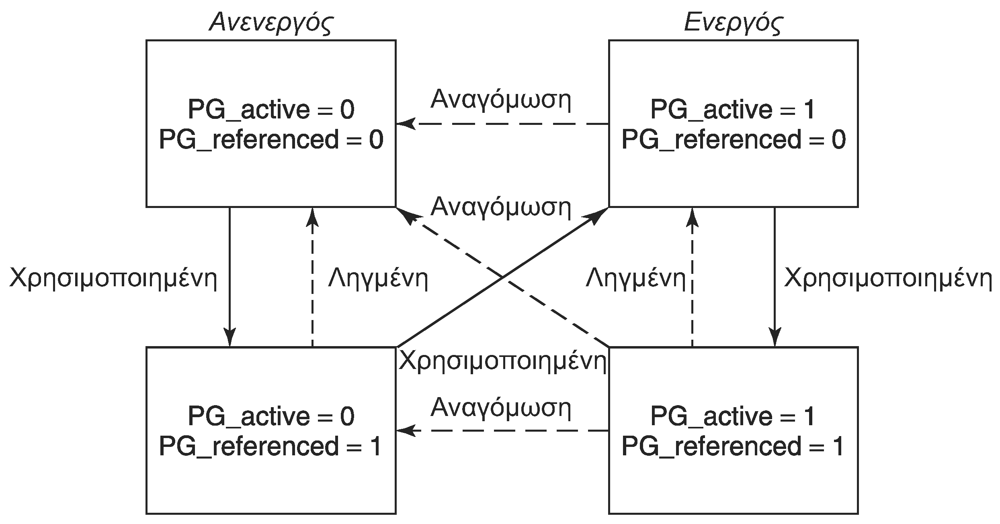 Ανενεργός
Ενεργός
PG_active = 0
PG_referenced = 0
Αναγόμωση
PG_active = 1
PG_referenced = 0
Αναγόμωση
Χρησιμοποιημένη
Ληγμένη
Ληγμένη
Χρησιμοποιημένη
Χρησιμοποιημένη
PG_active = 0
PG_referenced = 1
Αναγόμωση
PG_active = 1
PG_referenced = 1